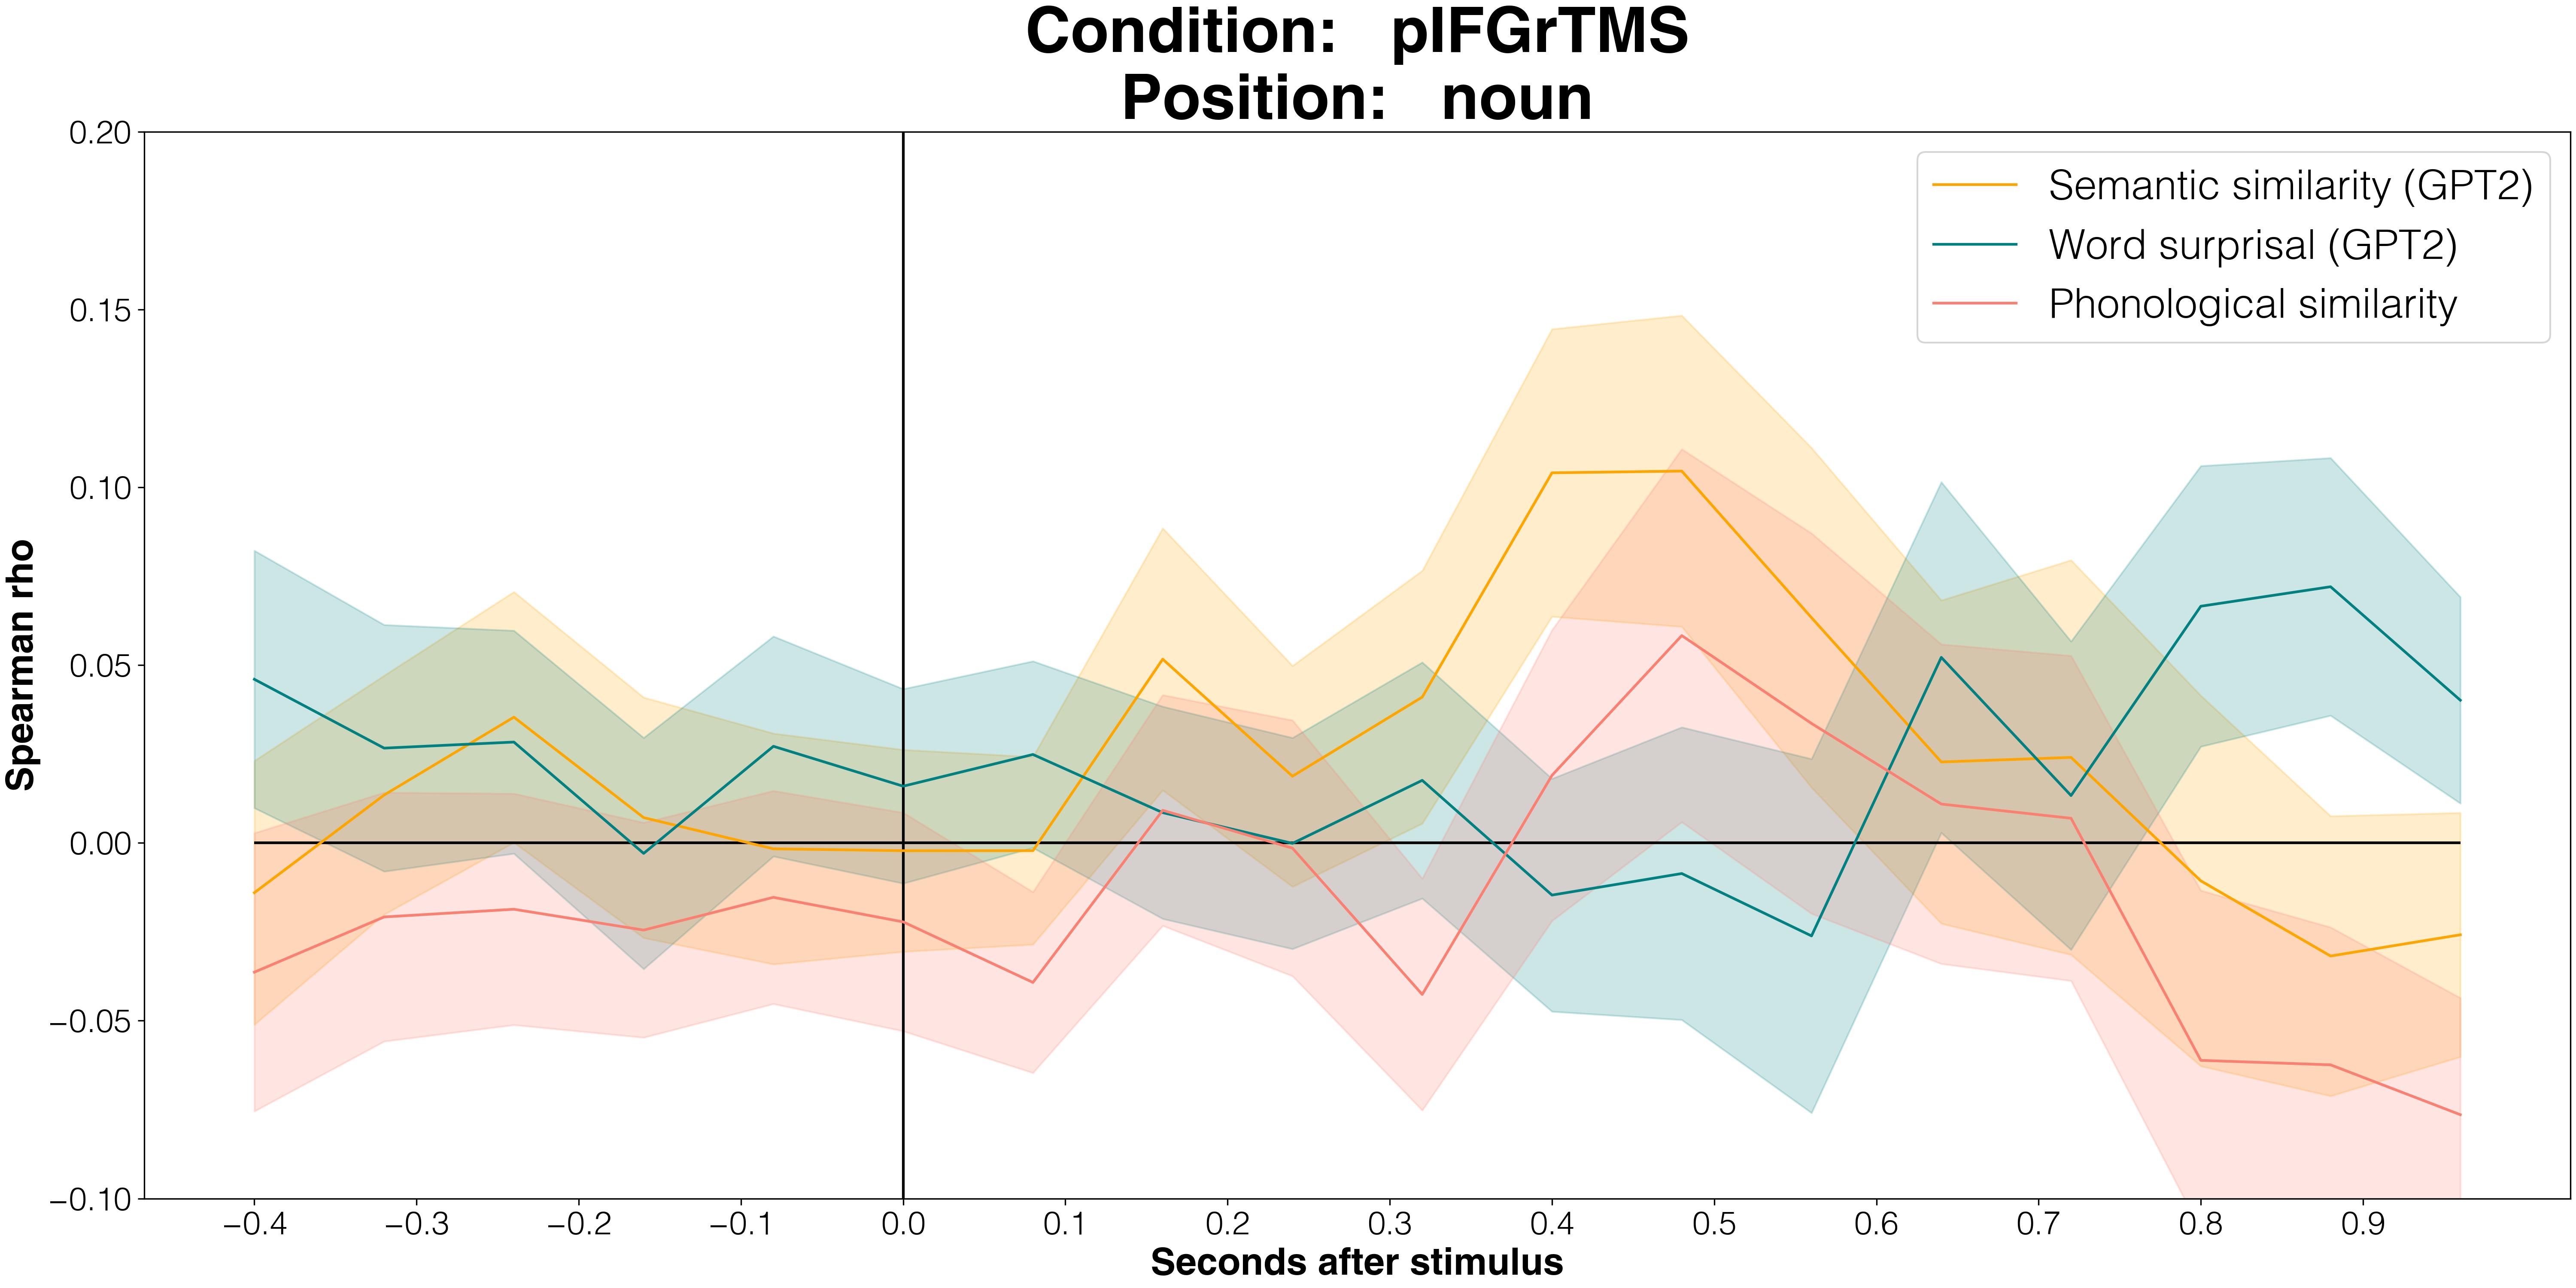 Condition: pIFGrTMS
Position: noun
0.20
0.15
0.10
0.05
0.00
−0.05
−0.10
Spearman rho
Semantic similarity (GPT2)
Word surprisal (GPT2)
Phonological similarity
−0.4 −0.3 −0.2 −0.1 0.0 0.1 0.2 0.3 0.4 0.5 0.6 0.7 0.8 0.9
Seconds after stimulus